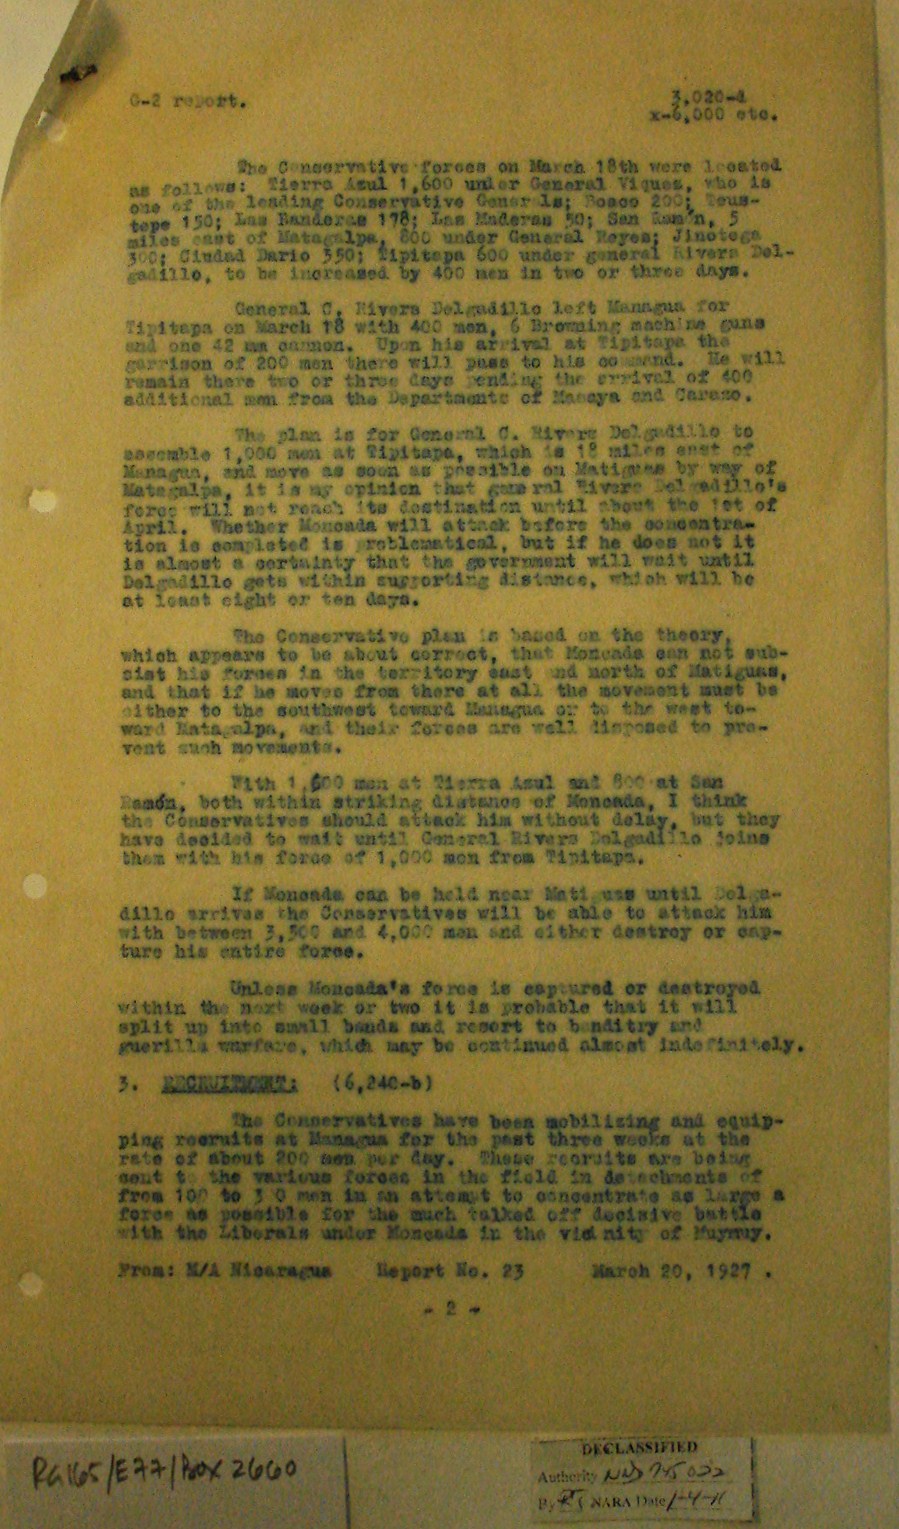 G-2 report.
3,020-d
x-6,000 etc.
The Conservative forces on March 18th were located
as follows: Tierra Azul 1,600 under General Viquez, who is
one of the leading Conservative Generals; Boaco 200; Teus-
tepe 150; Las Banderas 178; Las Maderas 50; San Ramón, 5
miles east of Matagalpa, 800 under General Reyes; Jinotega
300; Ciudad Dario 350; Tipitapa 600 under general Rivers Del-
gadillo, to be increased by 400 men in two or three days.
General C. Rivers Delgadillo left Managua for
Tipitapa on March 18 with 400 men, 6 Browning machine guns
and one 42 mm cannon. Upon his arrival at Tipitapa the
garrison of 200 men there will pass to his command. He will
remain there two or three days pending the arrival of 400
additional men from the Departments of Masaya and Carazo.
The plan is for General C. Rivers Delgadillo to
assemble 1,000 men at Tipitapa, which is 18 miles east of
Managua, and move as soon as possible on Matiguas by way of
Matagalpa, it is my opinion that general Rivers Delgadillo's
force will not reach its destination until about the 1st of
April. Whether Moncada will attack before the concentra-
tion is completed is problematical, but if he does not it
is almost a certainty that the government will wait until
Delgadillo gets within supporting distance, which will be
at least eight or ten days.
The Conservative plan is based on the theory,
which appears to be about correct, that Moncada can not sub-
sist his forces in the territory east and north of Matiguas,
and that if he moves from there at all the movement must be
either to the southwest toward Managua or to the west to-
ward Matagalpa, and their forces are well disposed to pre-
vent such movements.
With 1,600 men at Tierra Azul and 800 at San
Ramón, both within striking distance of Moncada, I think
the Conservatives should attack him without delay, but they
have decided to wait until General Rivers Delgadillo joins
them with his force of 1,000 men from Tipitapa.
If Moncada can be held near Matiguas until Delga-
dillo arrives the Conservatives will be able to attack him
with between 3,500 and 4,000 men and either destroy or cap-
ture his entire force.
Unless Moncada's force is captured or destroyed
within the next week or two it is probable that it will
split up into small bands and resort to banditry and
guerilla warfare, which may be continued almost indefinitely.
3. RECRUITMENT: (6,240-b)
The Conservatives have been mobilizing and equip-
ping recruits at Managua for the past three weeks at the
rate of about 200 men per day. These recruits are being
sent to the various forces in the field in detachments of
from 100 to 300 men in an attempt to concentrate as large a
force as possible for the much talked off decisive battle
with the Liberals under Moncada in the vicinity of Muymuy.
From: M/A Nicaragua Report No. 23 March 20, 1927.
- 2 -
RG165/E77/Box 2660
DECLASSIFIED
Authority NND 745022
By NARA Date 1-4-11